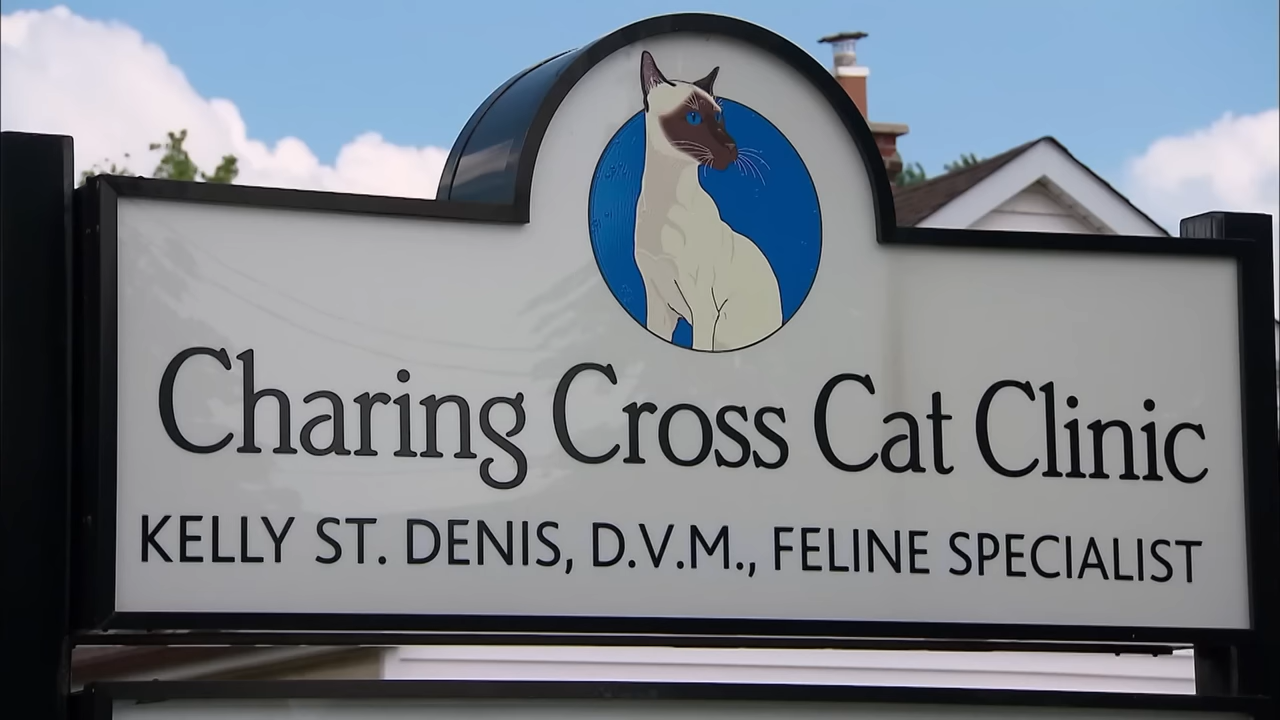 Charing Cross Cat Clinic
KELLY ST. DENIS, D.V.M., FELINE SPECIALIST